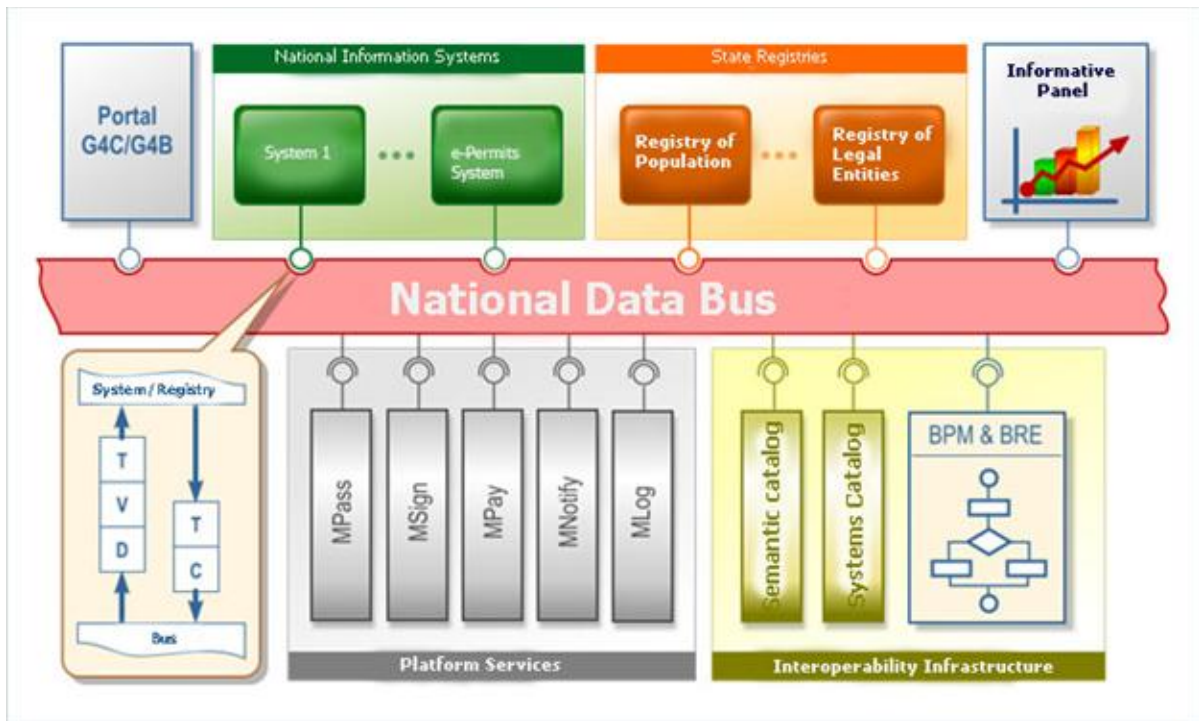 National Information Systems
State Registries
Portal
G4C/G4B
System 1
e-Permits
System
Registry of
Population
Registry of
Legal
Entities
Informative
Panel
National Data Bus
System / Registry
T
V
D
T
C
Bus
MPass
MSign
MPay
MNotify
MLog
Platform Services
Semantic catalog
Systems Catalog
BPM & BRE
Interoperability Infrastructure